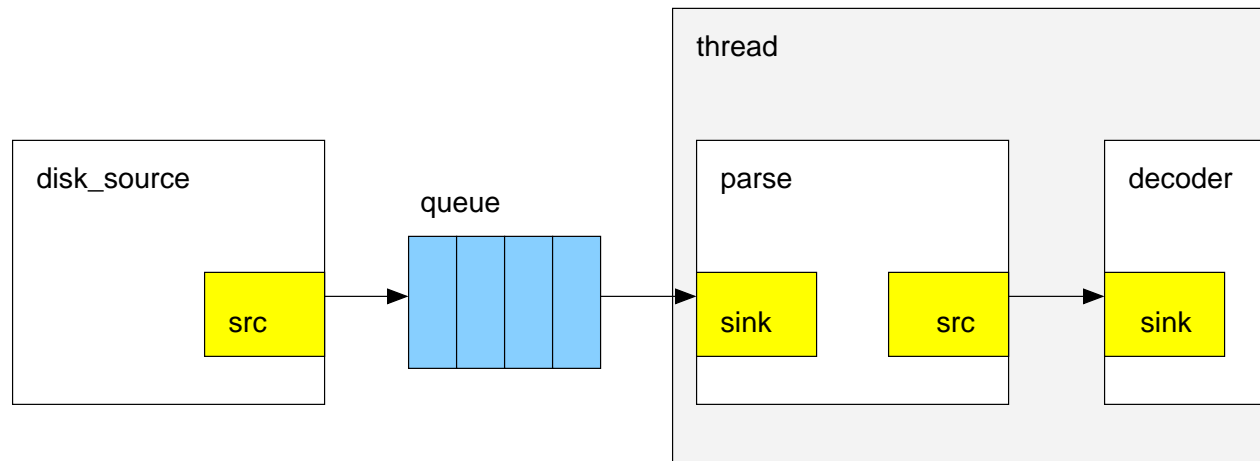 thread
disk_source
queue
parse
decoder
src
sink
src
sink